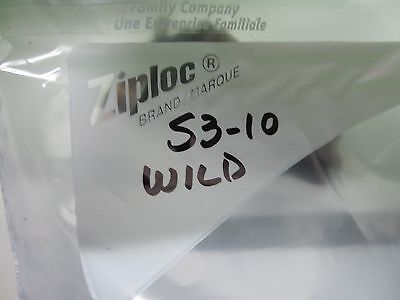 A Family Company
Une Entreprise Familiale
Ziploc®
BRAND / MARQUE
S3-10
WILD